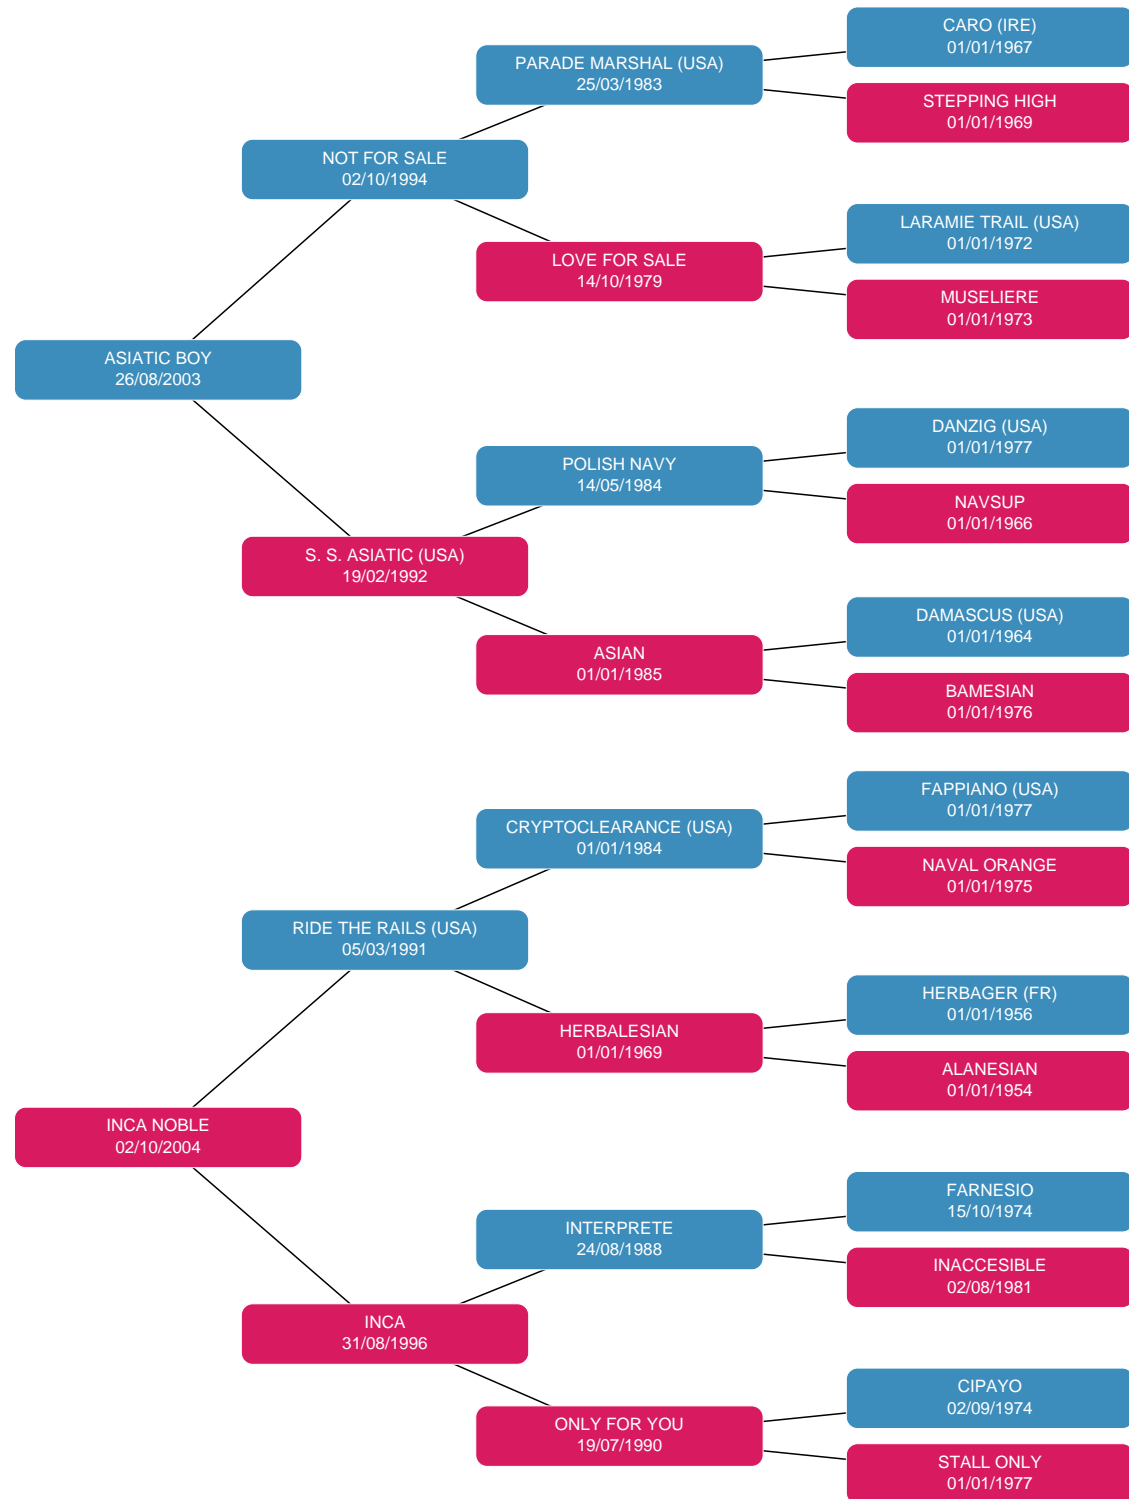 CARO (IRE)
01/01/1967
PARADE MARSHAL (USA)
25/03/1983
STEPPING HIGH
01/01/1969
NOT FOR SALE
02/10/1994
LARAMIE TRAIL (USA)
01/01/1972
LOVE FOR SALE
14/10/1979
MUSELIERE
01/01/1973
ASIATIC BOY
26/08/2003
DANZIG (USA)
01/01/1977
POLISH NAVY
14/05/1984
NAVSUP
01/01/1966
S. S. ASIATIC (USA)
19/02/1992
DAMASCUS (USA)
01/01/1964
ASIAN
01/01/1985
BAMESIAN
01/01/1976
FAPPIANO (USA)
01/01/1977
CRYPTOCLEARANCE (USA)
01/01/1984
NAVAL ORANGE
01/01/1975
RIDE THE RAILS (USA)
05/03/1991
HERBAGER (FR)
01/01/1956
HERBALESIAN
01/01/1969
ALANESIAN
01/01/1954
INCA NOBLE
02/10/2004
FARNESIO
15/10/1974
INTERPRETE
24/08/1988
INACCESIBLE
02/08/1981
INCA
31/08/1996
CIPAYO
02/09/1974
ONLY FOR YOU
19/07/1990
STALL ONLY
01/01/1977